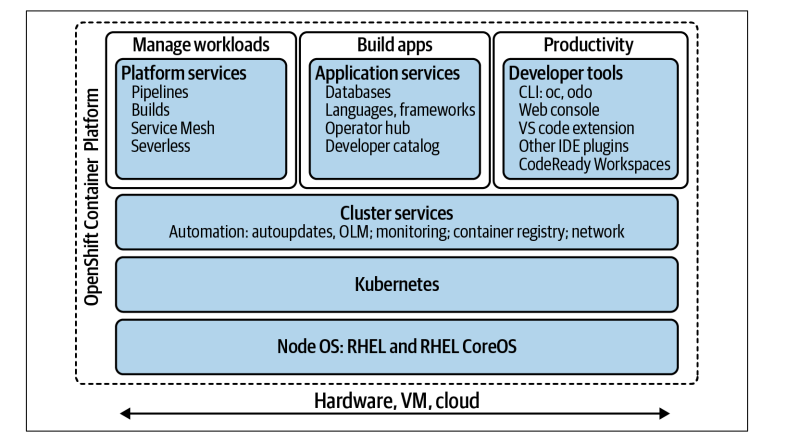 OpenShift Container Platform
Manage workloads
Platform services
Pipelines
Builds
Service Mesh
Severless
Build apps
Application services
Databases
Languages, frameworks
Operator hub
Developer catalog
Productivity
Developer tools
CLI: oc, odo
Web console
VS code extension
Other IDE plugins
CodeReady Workspaces
Cluster services
Automation: autoupdates, OLM; monitoring; container registry; network
Kubernetes
Node OS: RHEL and RHEL CoreOS
Hardware, VM, cloud